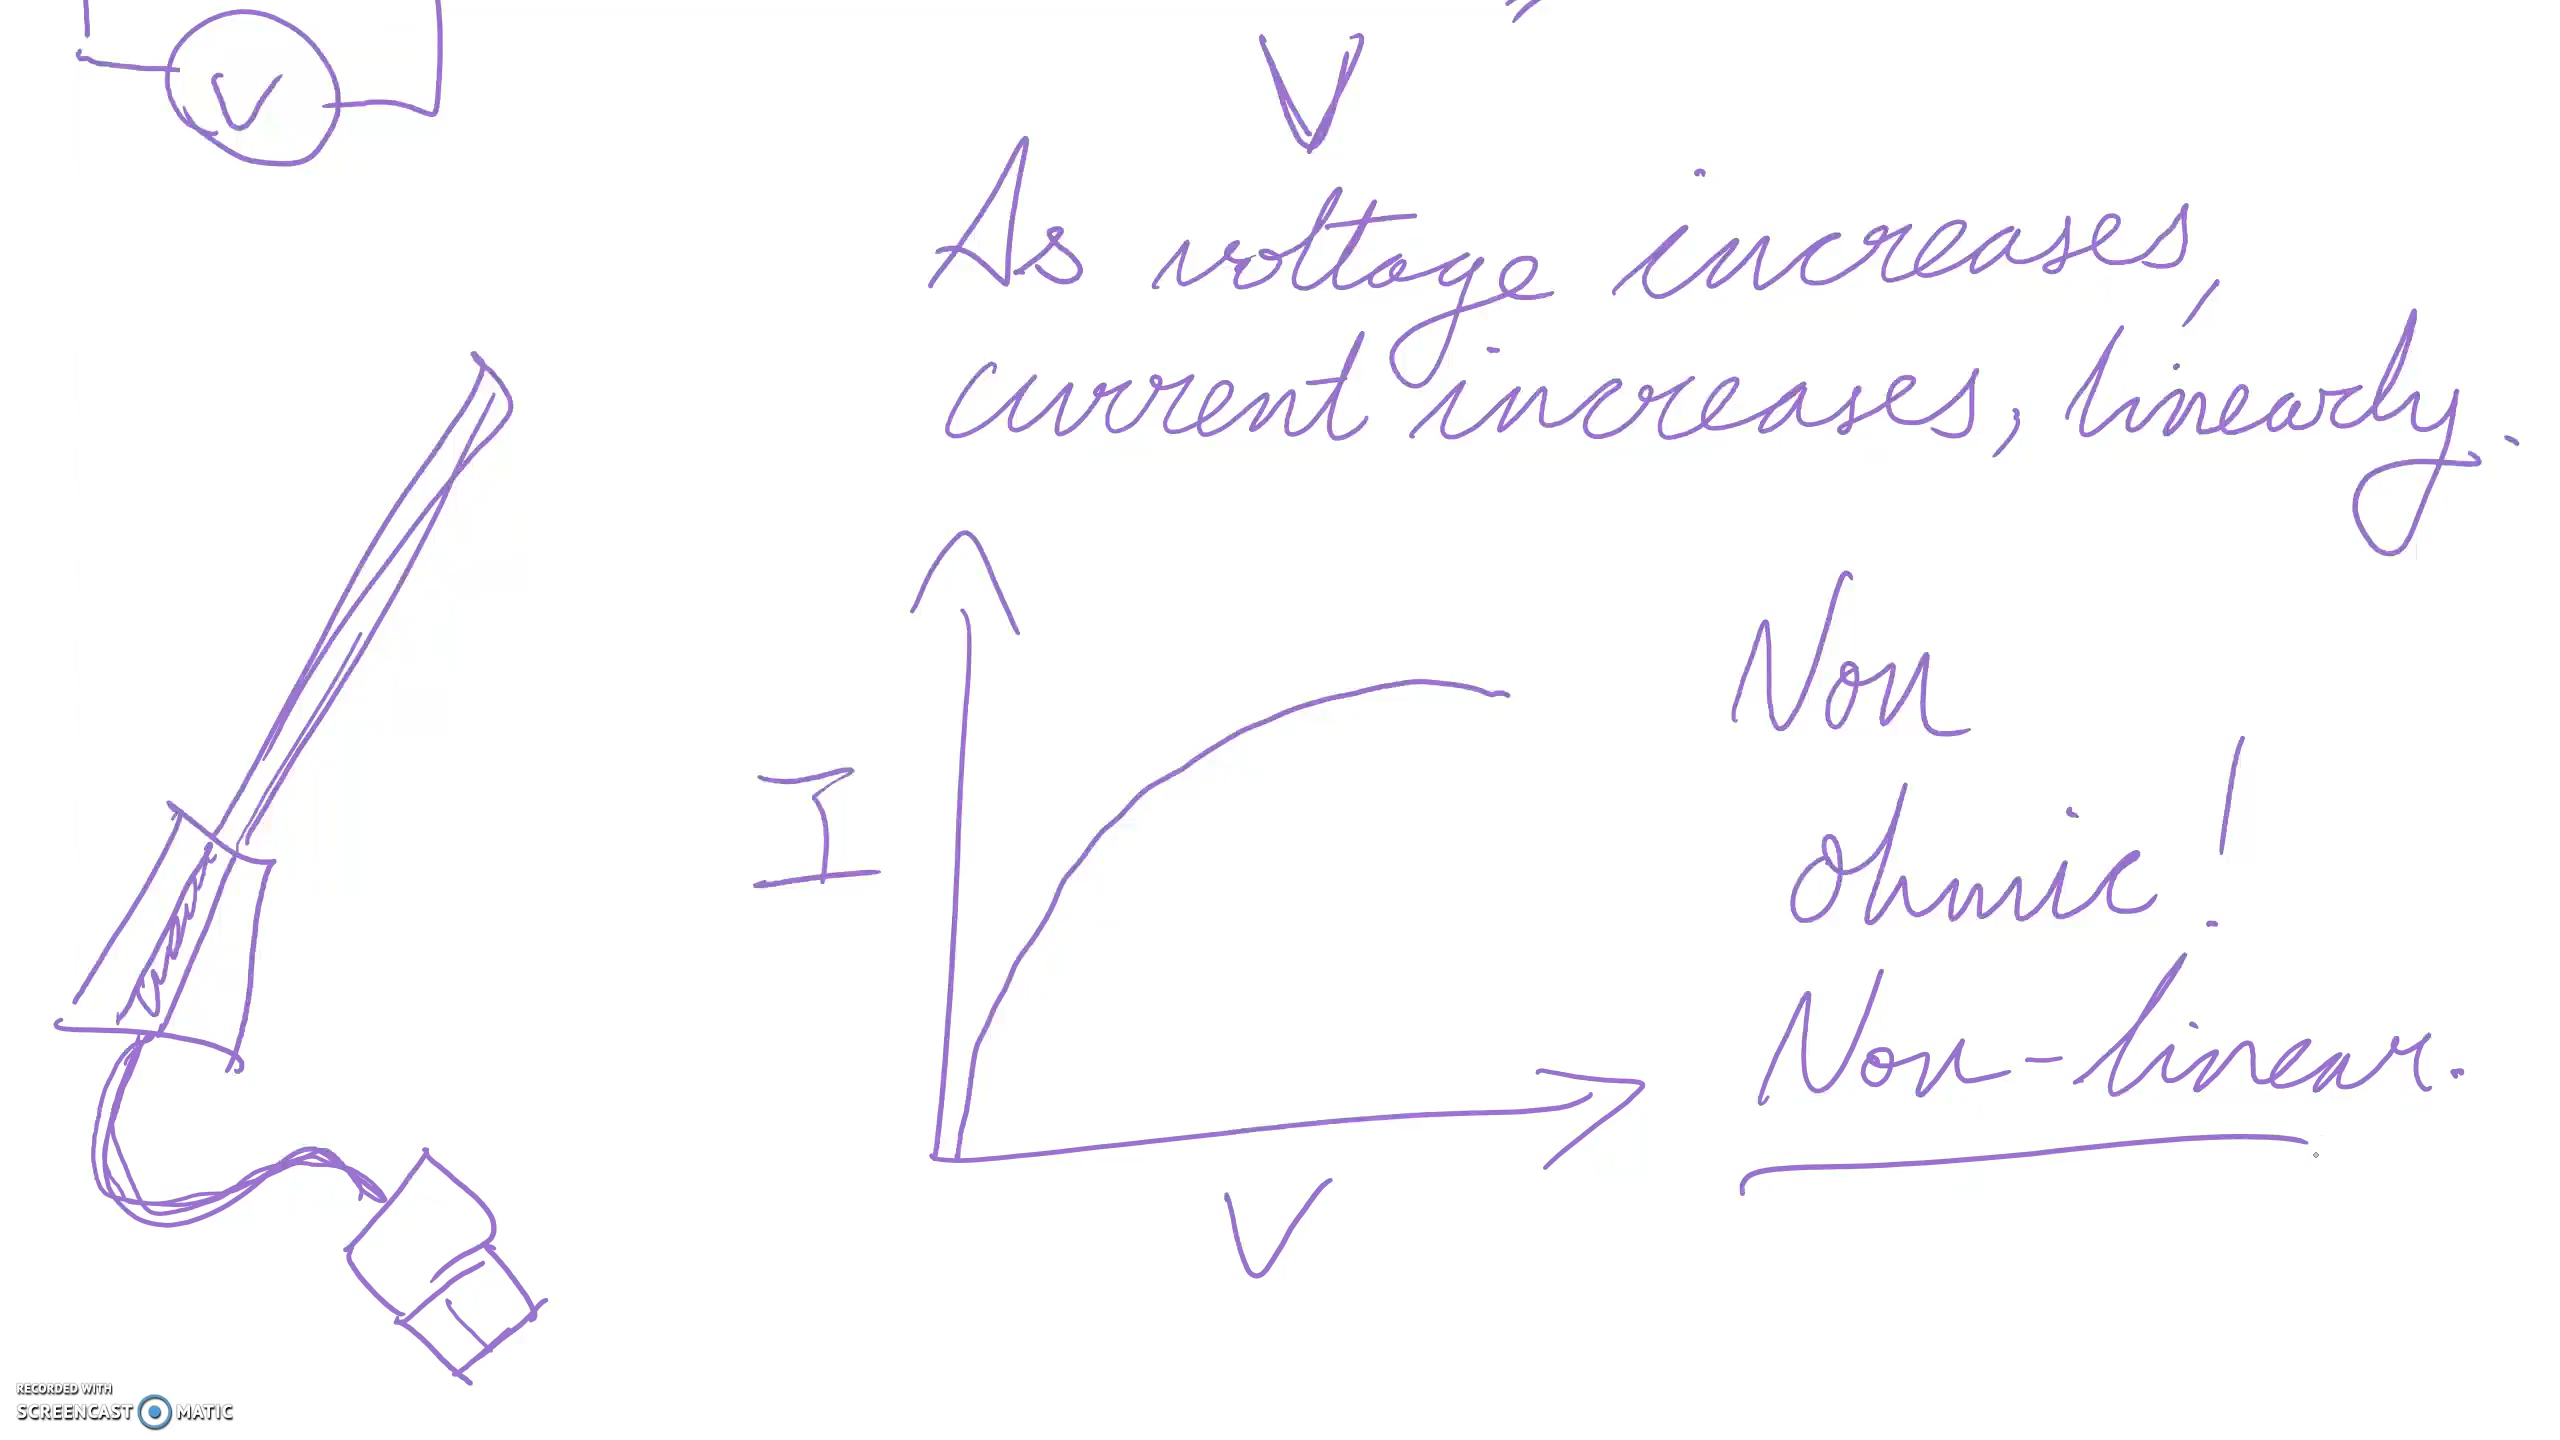 V
V
As voltage increases,
current increases, linearly.
I
V
Non
ohmic!
Non-linear.
RECORDED WITH
SCREENCAST MATIC